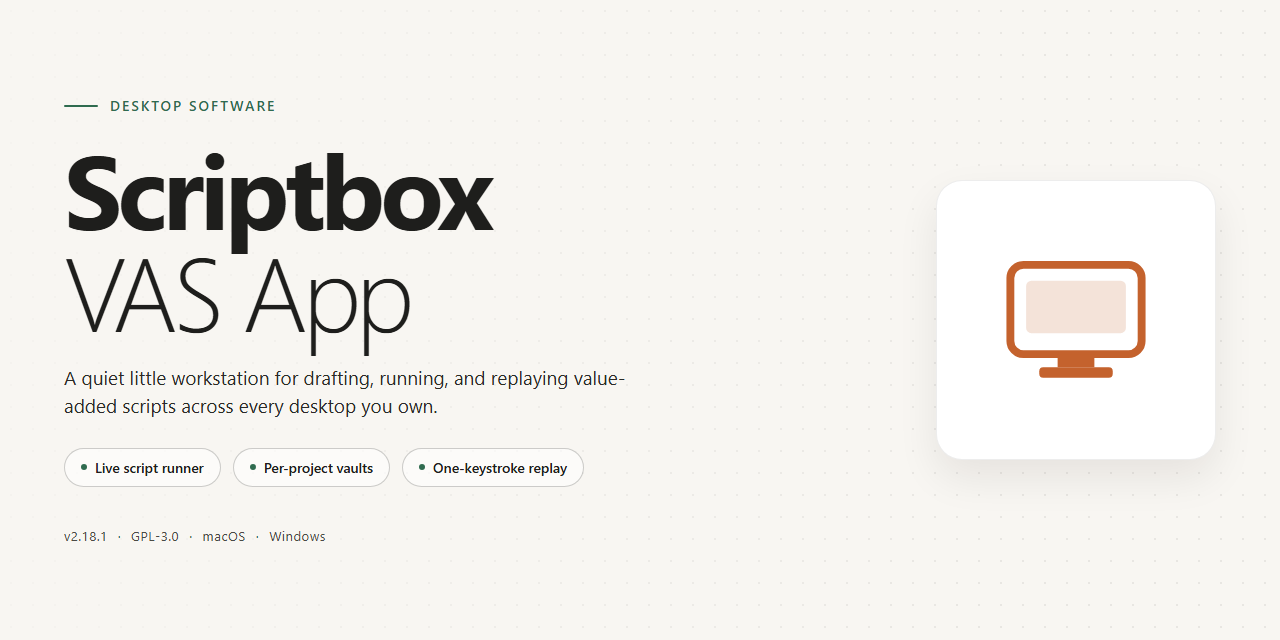 DESKTOP SOFTWARE
Scriptbox
VAS App
A quiet little workstation for drafting, running, and replaying value-
added scripts across every desktop you own.
Live script runner
Per-project vaults
One-keystroke replay
v2.18.1 · GPL-3.0 · macOS · Windows